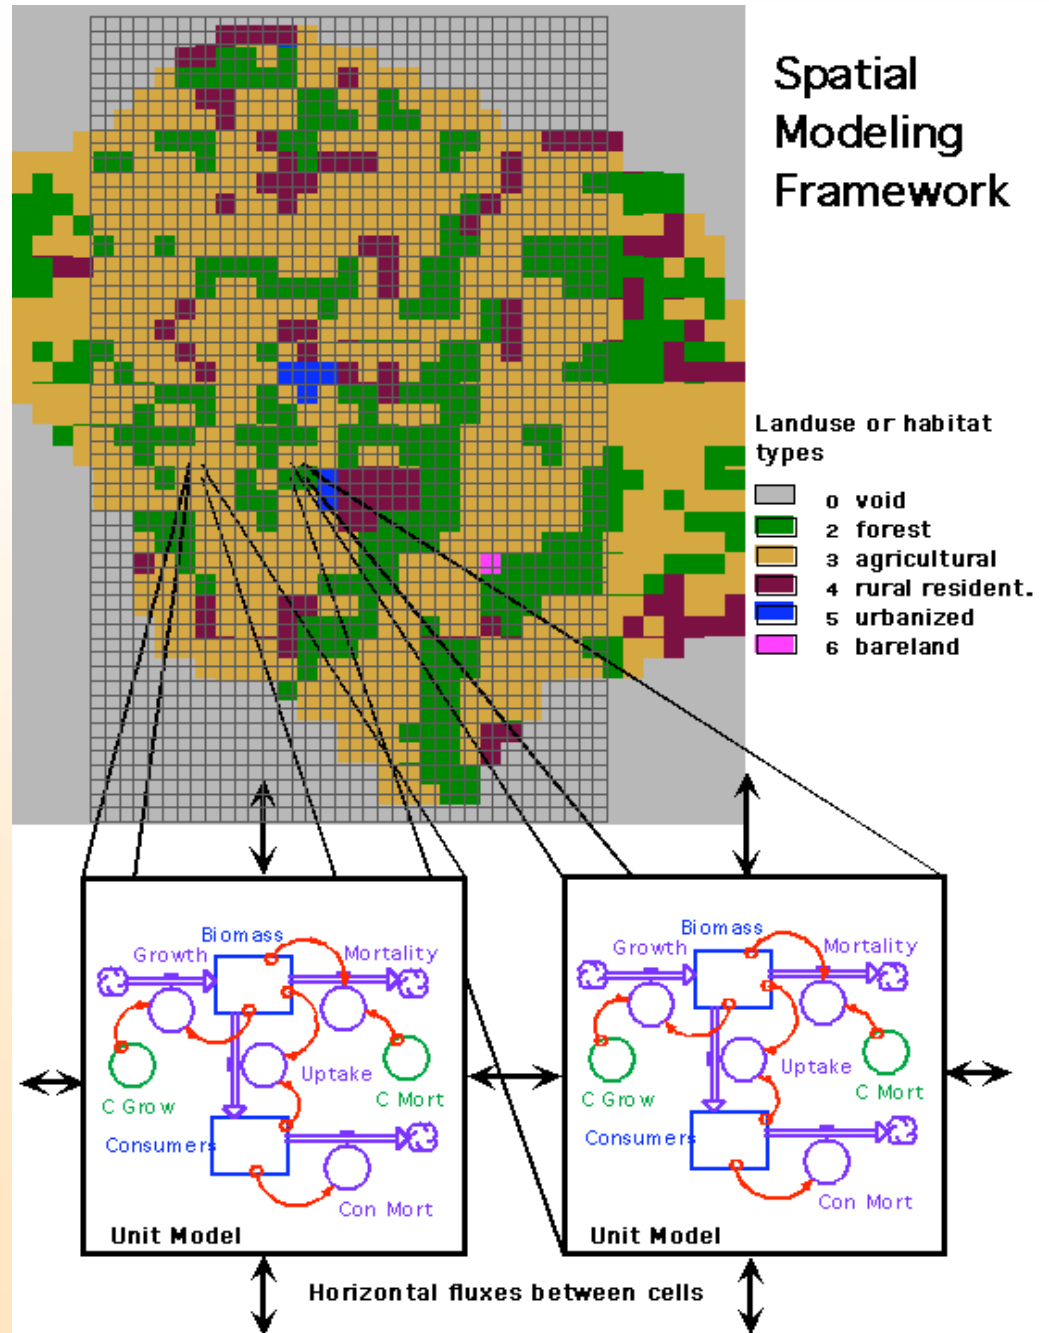 Spatial
Modeling
Framework
Landuse or habitat
types
0 void
2 forest
3 agricultural
4 rural resident.
5 urbanized
6 bareland
Biomass
Growth
Mortality
Uptake
C Grow
C Mort
Consumers
Con Mort
Unit Model
Biomass
Growth
Mortality
Uptake
C Grow
C Mort
Consumers
Con Mort
Unit Model
Horizontal fluxes between cells